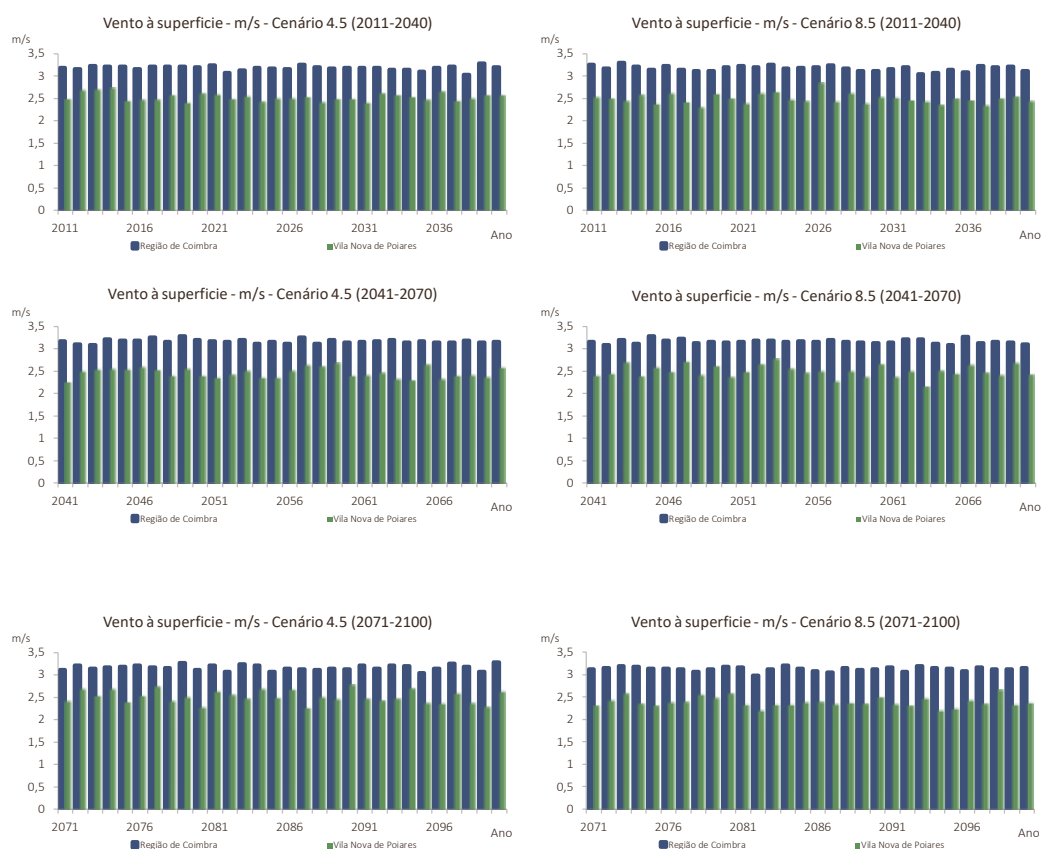 Vento à superficie - m/s - Cenário 4.5 (2011-2040)
m/s
3,5
3
2,5
2
1,5
1
0,5
0
2011 2016 2021 2026 2031 2036
Ano
Região de Coimbra Vila Nova de Poiares
Vento à superficie - m/s - Cenário 8.5 (2011-2040)
m/s
3,5
3
2,5
2
1,5
1
0,5
0
2011 2016 2021 2026 2031 2036
Ano
Região de Coimbra Vila Nova de Poiares
Vento à superficie - m/s - Cenário 4.5 (2041-2070)
m/s
3,5
3
2,5
2
1,5
1
0,5
0
2041 2046 2051 2056 2061 2066
Ano
Região de Coimbra Vila Nova de Poiares
Vento à superficie - m/s - Cenário 8.5 (2041-2070)
m/s
3,5
3
2,5
2
1,5
1
0,5
0
2041 2046 2051 2056 2061 2066
Ano
Região de Coimbra Vila Nova de Poiares
Vento à superficie - m/s - Cenário 4.5 (2071-2100)
m/s
3,5
3
2,5
2
1,5
1
0,5
0
2071 2076 2081 2086 2091 2096
Ano
Região de Coimbra Vila Nova de Poiares
Vento à superficie - m/s - Cenário 8.5 (2071-2100)
m/s
3,5
3
2,5
2
1,5
1
0,5
0
2071 2076 2081 2086 2091 2096
Ano
Região de Coimbra Vila Nova de Poiares